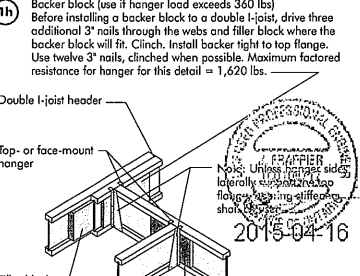 1h
Backer block (use if hanger load exceeds 360 lbs)
Before installing a backer block to a double I-joist, drive three
additional 3" nails through the webs and filler block where the
backer block will fit. Clinch. Install backer tight to top flange.
Use twelve 3" nails, clinched when possible. Maximum factored
resistance for hanger for this detail = 1,620 lbs.
Double I-joist header
PROFESSIONAL ENGINEER
Top- or face-mount
hanger
J. FRAPPIER
Note: Unless hanger sides
laterally support the top
flange, bearing stiffeners
shall
2015-04-16